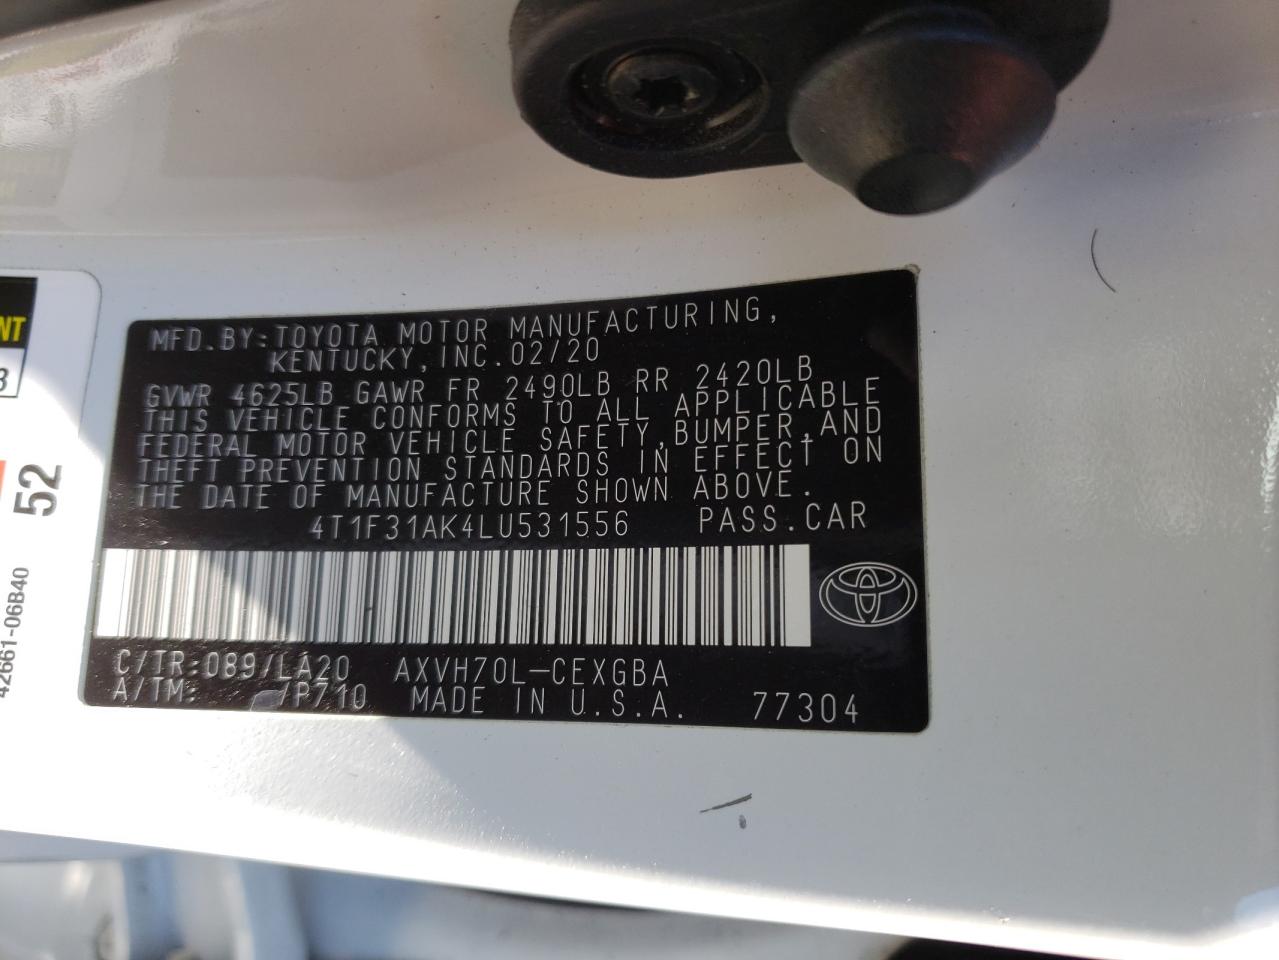 MFD.BY:TOYOTA MOTOR MANUFACTURING,
KENTUCKY,INC.02/20
GVWR 4625LB GAWR FR 2490LB RR 2420LB
THIS VEHICLE CONFORMS TO ALL APPLICABLE
FEDERAL MOTOR VEHICLE SAFETY,BUMPER,AND
THEFT PREVENTION STANDARDS IN EFFECT ON
THE DATE OF MANUFACTURE SHOWN ABOVE.
4T1F31AK4LU531556 PASS.CAR
C/TR:089/LA20 AXVH70L-CEXGBA
A/TM: /P710 MADE IN U.S.A. 77304
NT
3
52
42661-06B40